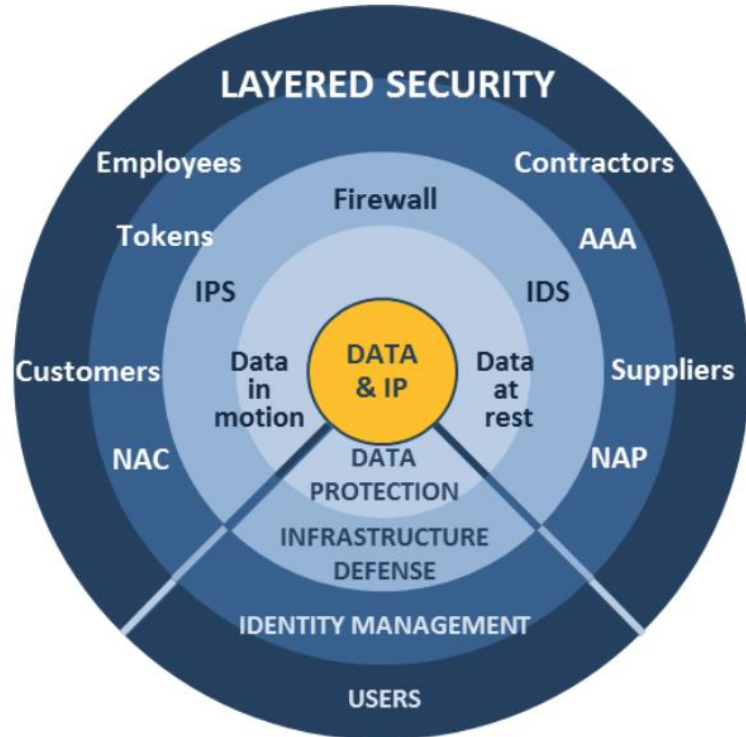 LAYERED SECURITY
Employees
Contractors
Firewall
Tokens
AAA
IPS
IDS
Customers
Data
in
motion
DATA
& IP
Data
at
rest
Suppliers
NAC
NAP
DATA
PROTECTION
INFRASTRUCTURE
DEFENSE
IDENTITY MANAGEMENT
USERS